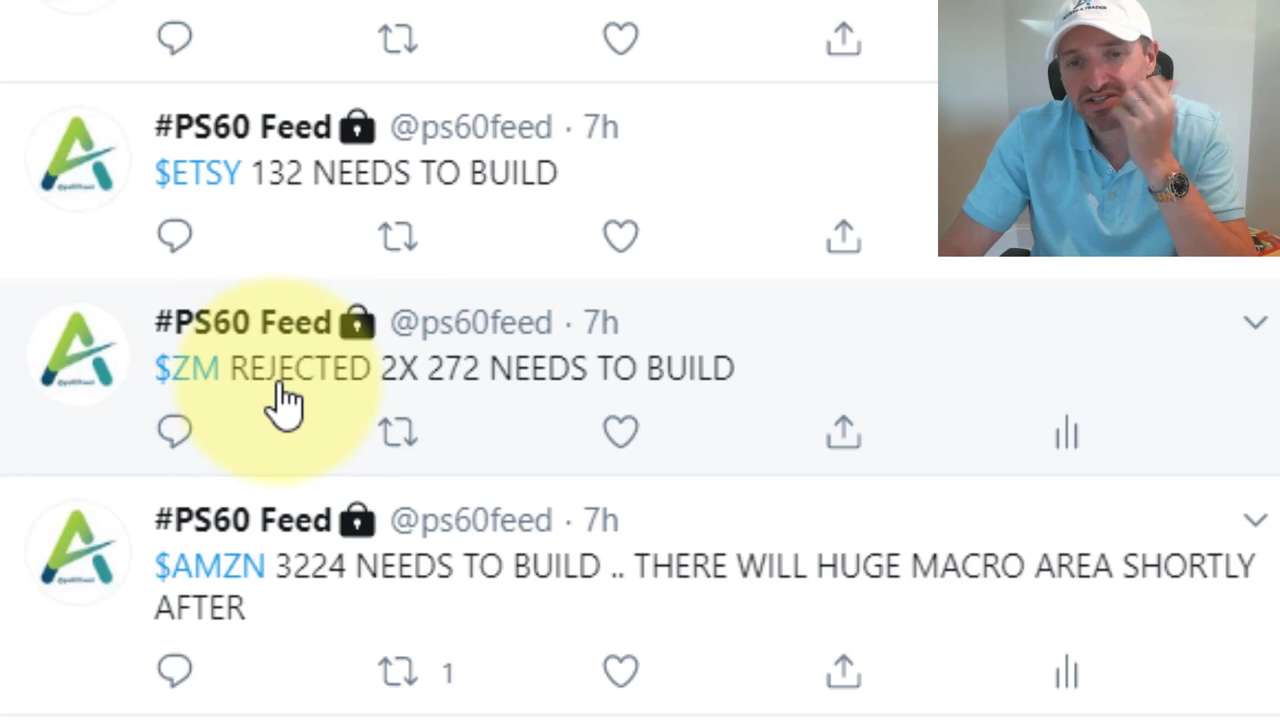 #PS60 Feed @ps60feed · 7h
$ETSY 132 NEEDS TO BUILD
#PS60 Feed @ps60feed · 7h
$ZM REJECTED 2X 272 NEEDS TO BUILD
#PS60 Feed @ps60feed · 7h
$AMZN 3224 NEEDS TO BUILD .. THERE WILL HUGE MACRO AREA SHORTLY
AFTER
1